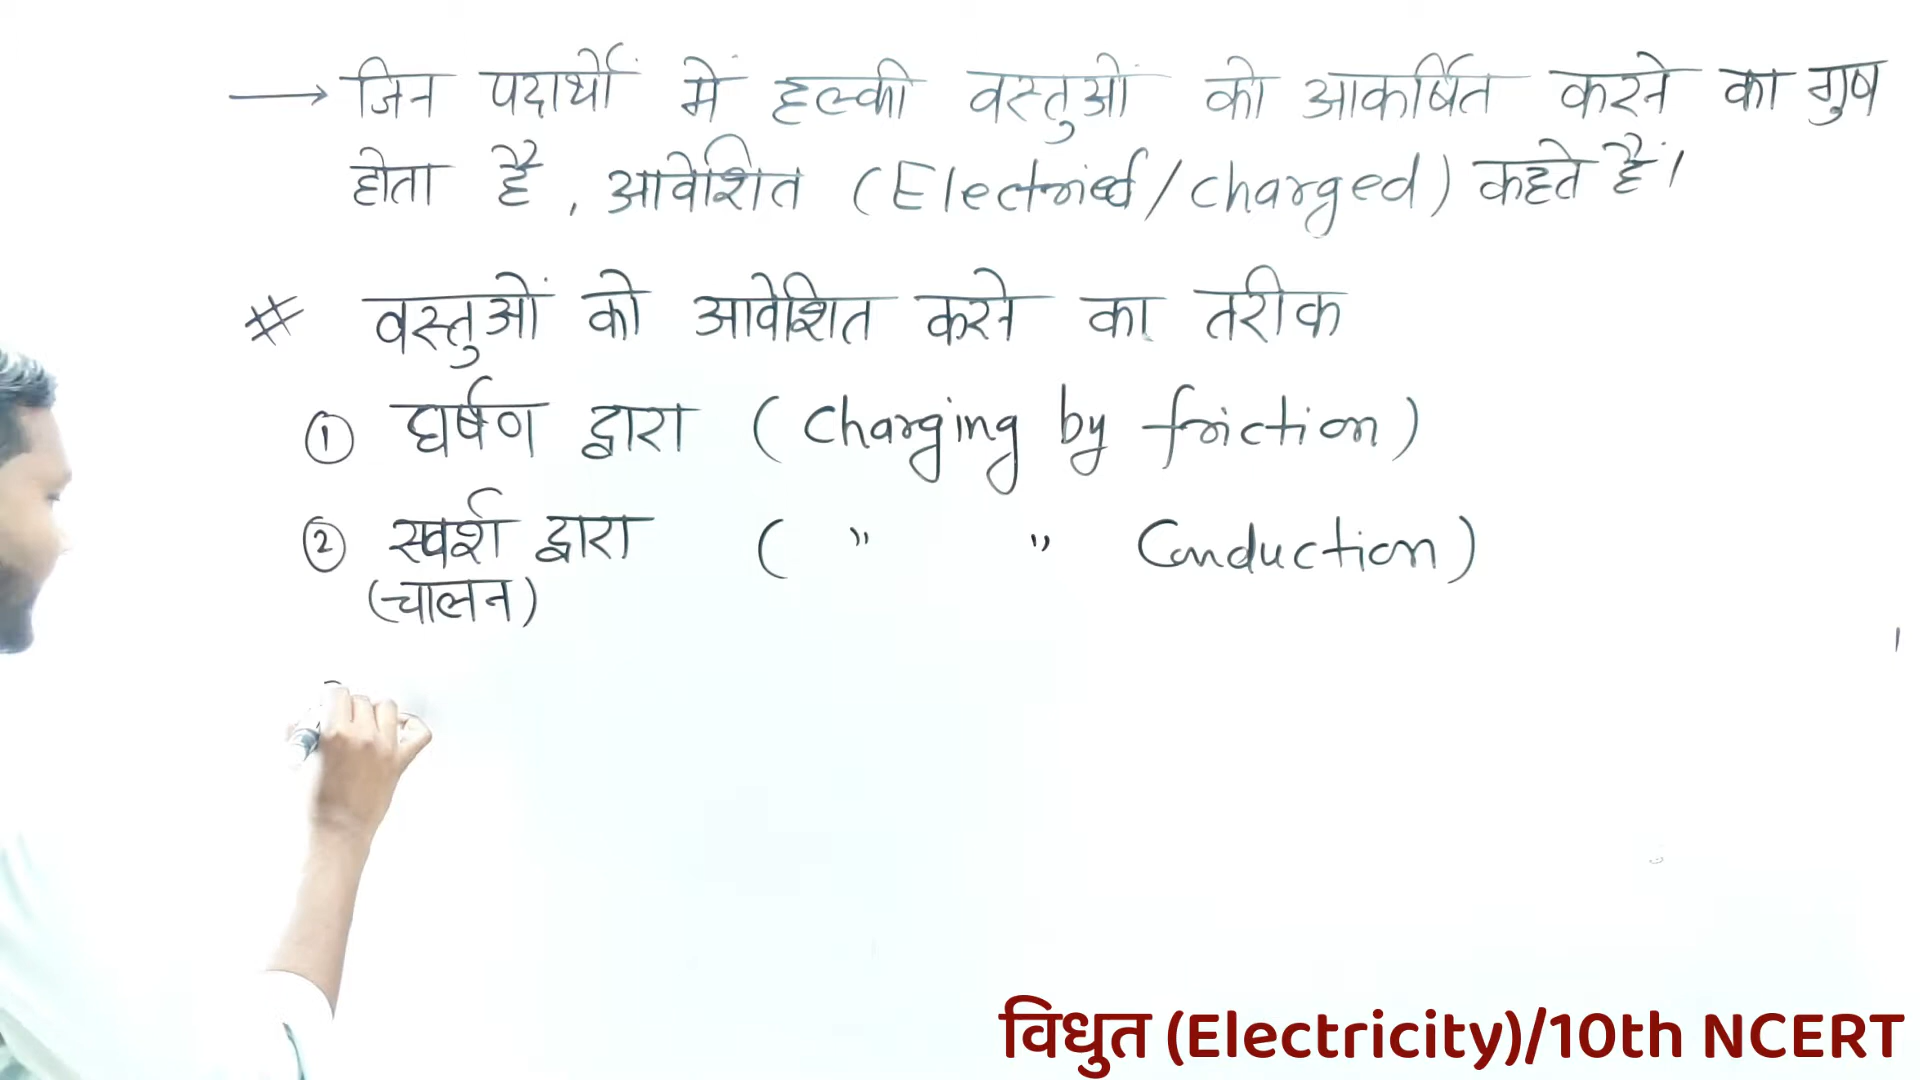 → जिन पदार्थों में हल्की वस्तुओं को आकर्षित करने का गुण
होता है, आवेशित (Electried/charged) कहते हैं।
# वस्तुओं को आवेशित करने का तरीक
① घर्षण द्वारा (Charging by friction)
② स्पर्श द्वारा ( " " Conduction)
(चालन)
विधुत (Electricity)/10th NCERT